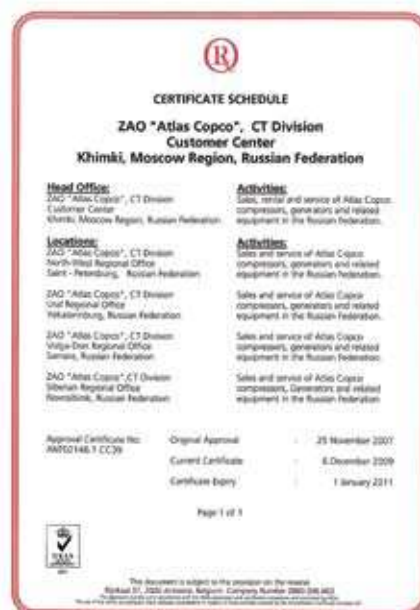 CERTIFICATE SCHEDULE
ZAO "Atlas Copco", CT Division
Customer Center
Khimki, Moscow Region, Russian Federation
Head Office:
ZAO "Atlas Copco", CT Division
Customer Center
Khimki, Moscow Region, Russian Federation
Activities:
Sales, rental and service of Atlas Copco
compressors, generators and related
equipment in the Russian Federation.
Locations:
ZAO "Atlas Copco", CT Division
North-West Regional Office
Saint - Petersburg, Russian Federation
Activities:
Sales and service of Atlas Copco
compressors, generators and related
equipment in the Russian Federation.
ZAO "Atlas Copco", CT Division
Ural Regional Office
Yekaterinburg, Russian Federation
Sales and service of Atlas Copco
compressors, generators and related
equipment in the Russian Federation
ZAO "Atlas Copco", CT Division
Volga-Don Regional Office
Samara, Russian Federation
Sales and service of Atlas Copco
compressors, generators and related
equipment in the Russian Federation
ZAO "Atlas Copco",CT Division
Siberian Regional Office
Novosibirsk, Russian Federation
Sales and service of Atlas Copco
compressors, Generators and related
equipment in the Russian Federation
Approval Certificate No:
Original Approval : 25 November 2007
Current Certificate : 6 December 2009
Certificate Expiry : 1 January 2011
Page 1 of 1
This document is subject to the provision on the reverse